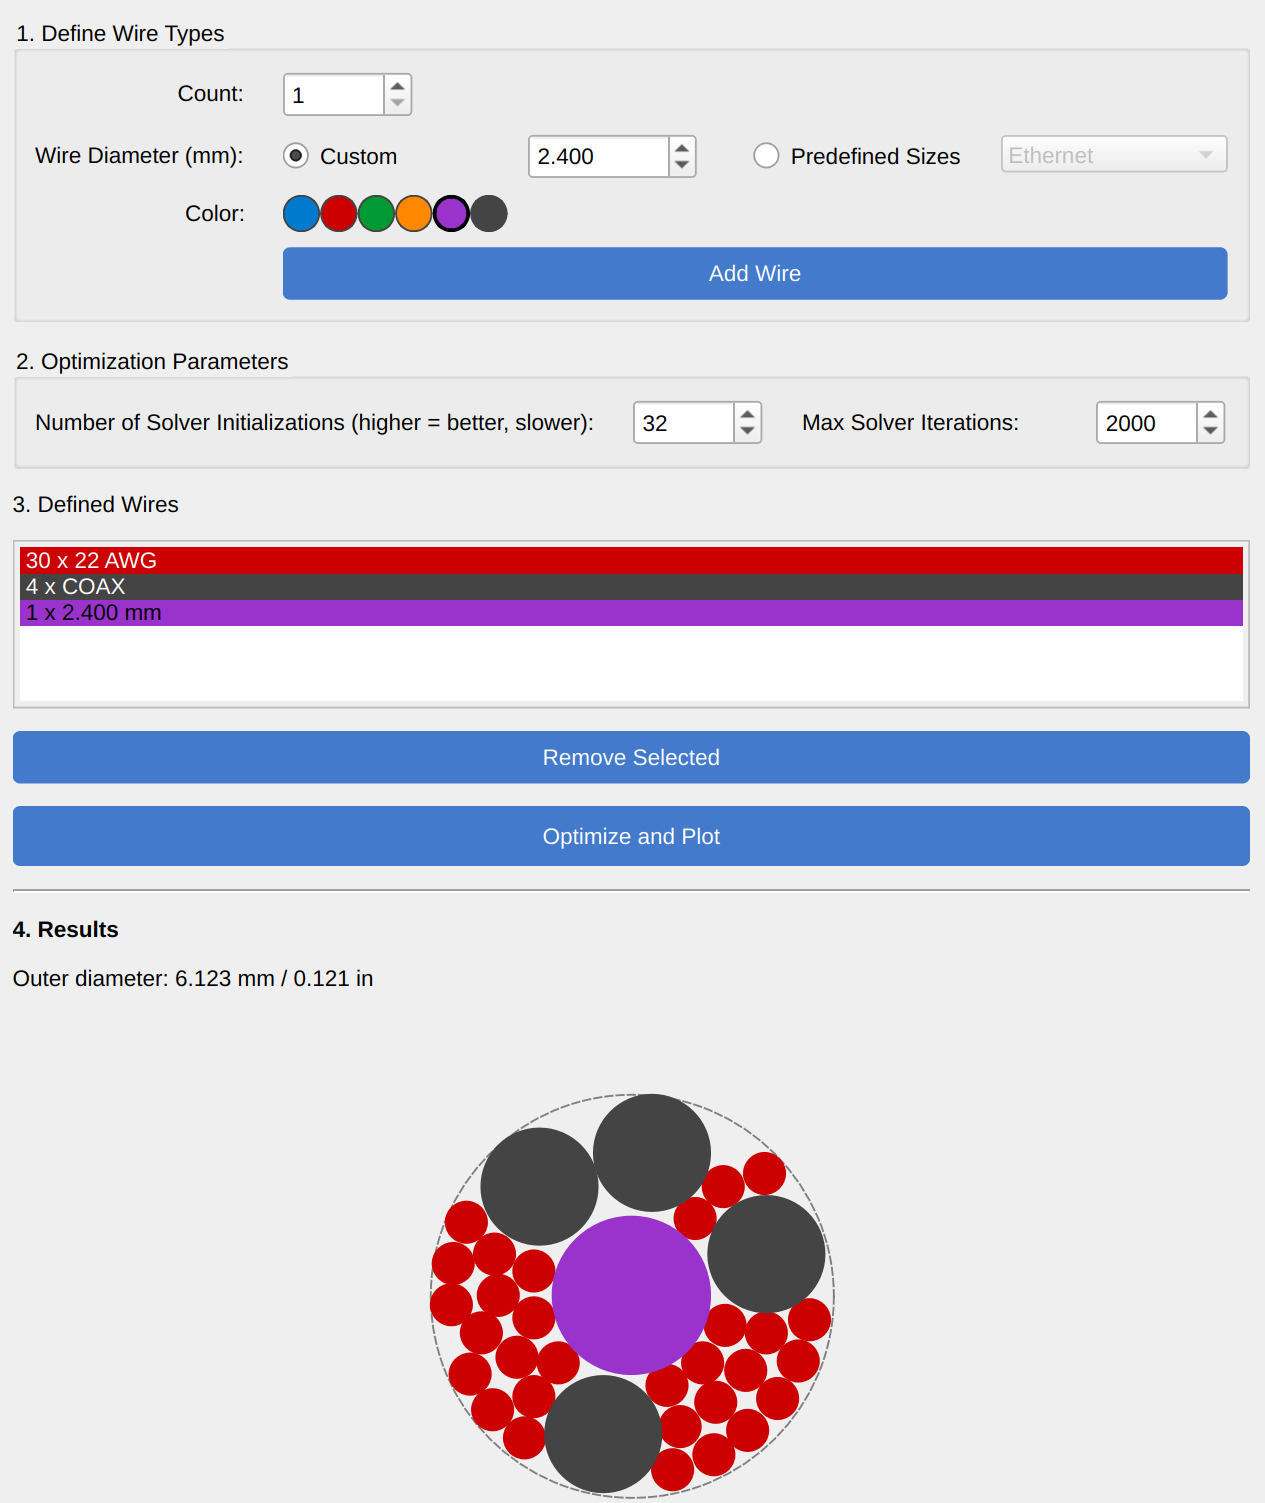 1. Define Wire Types
Count: 1
Wire Diameter (mm): Custom 2.400 Predefined Sizes Ethernet
Color:
Add Wire
2. Optimization Parameters
Number of Solver Initializations (higher = better, slower): 32 Max Solver Iterations: 2000
3. Defined Wires
30 x 22 AWG
4 x COAX
1 x 2.400 mm
Remove Selected
Optimize and Plot
4. Results
Outer diameter: 6.123 mm / 0.121 in